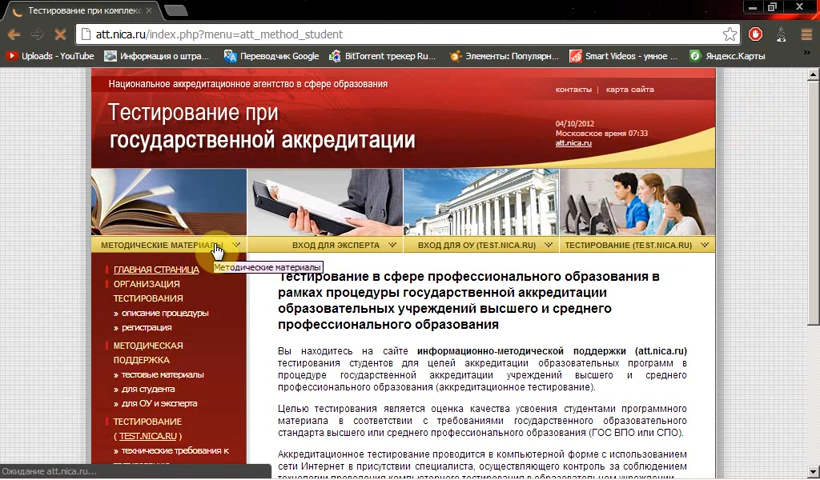 Тестирование при комплекс
att.nica.ru/index.php?menu=att_method_student
Uploads - YouTube
Информация о штра...
Переводчик Google
BitTorrent трекер Ru...
Элементы: Популярн...
Smart Videos - умное ...
Яндекс.Карты
Национальное аккредитационное агентство в сфере образования
контакты | карта сайта
Тестирование при
государственной аккредитации
04/10/2012
Московское время 07:33
att.nica.ru
МЕТОДИЧЕСКИЕ МАТЕРИАЛЫ
ВХОД ДЛЯ ЭКСПЕРТА
ВХОД ДЛЯ ОУ (TEST.NICA.RU)
ТЕСТИРОВАНИЕ (TEST.NICA.RU)
Методические материалы
ГЛАВНАЯ СТРАНИЦА
ОРГАНИЗАЦИЯ
ТЕСТИРОВАНИЯ
» описание процедуры
» регистрация
МЕТОДИЧЕСКАЯ
ПОДДЕРЖКА
» тестовые материалы
» для студента
» для ОУ и эксперта
ТЕСТИРОВАНИЕ
( TEST.NICA.RU )
» технические требования к
Тестирование в сфере профессионального образования в
рамках процедуры государственной аккредитации
образовательных учреждений высшего и среднего
профессионального образования
Вы находитесь на сайте информационно-методической поддержки (att.nica.ru)
тестирования студентов для целей аккредитации образовательных программ в
процедуре государственной аккредитации учреждений высшего и среднего
профессионального образования (аккредитационное тестирование).
Целью тестирования является оценка качества усвоения студентами программного
материала в соответствии с требованиями государственного образовательного
стандарта высшего или среднего профессионального образования (ГОС ВПО или СПО).
Аккредитационное тестирование проводится в компьютерной форме с использованием
сети Интернет в присутствии специалиста, осуществляющего контроль за соблюдением
технологии проведения компьютерного тестирования в образовательном учреждении.
Ожидание att.nica.ru...